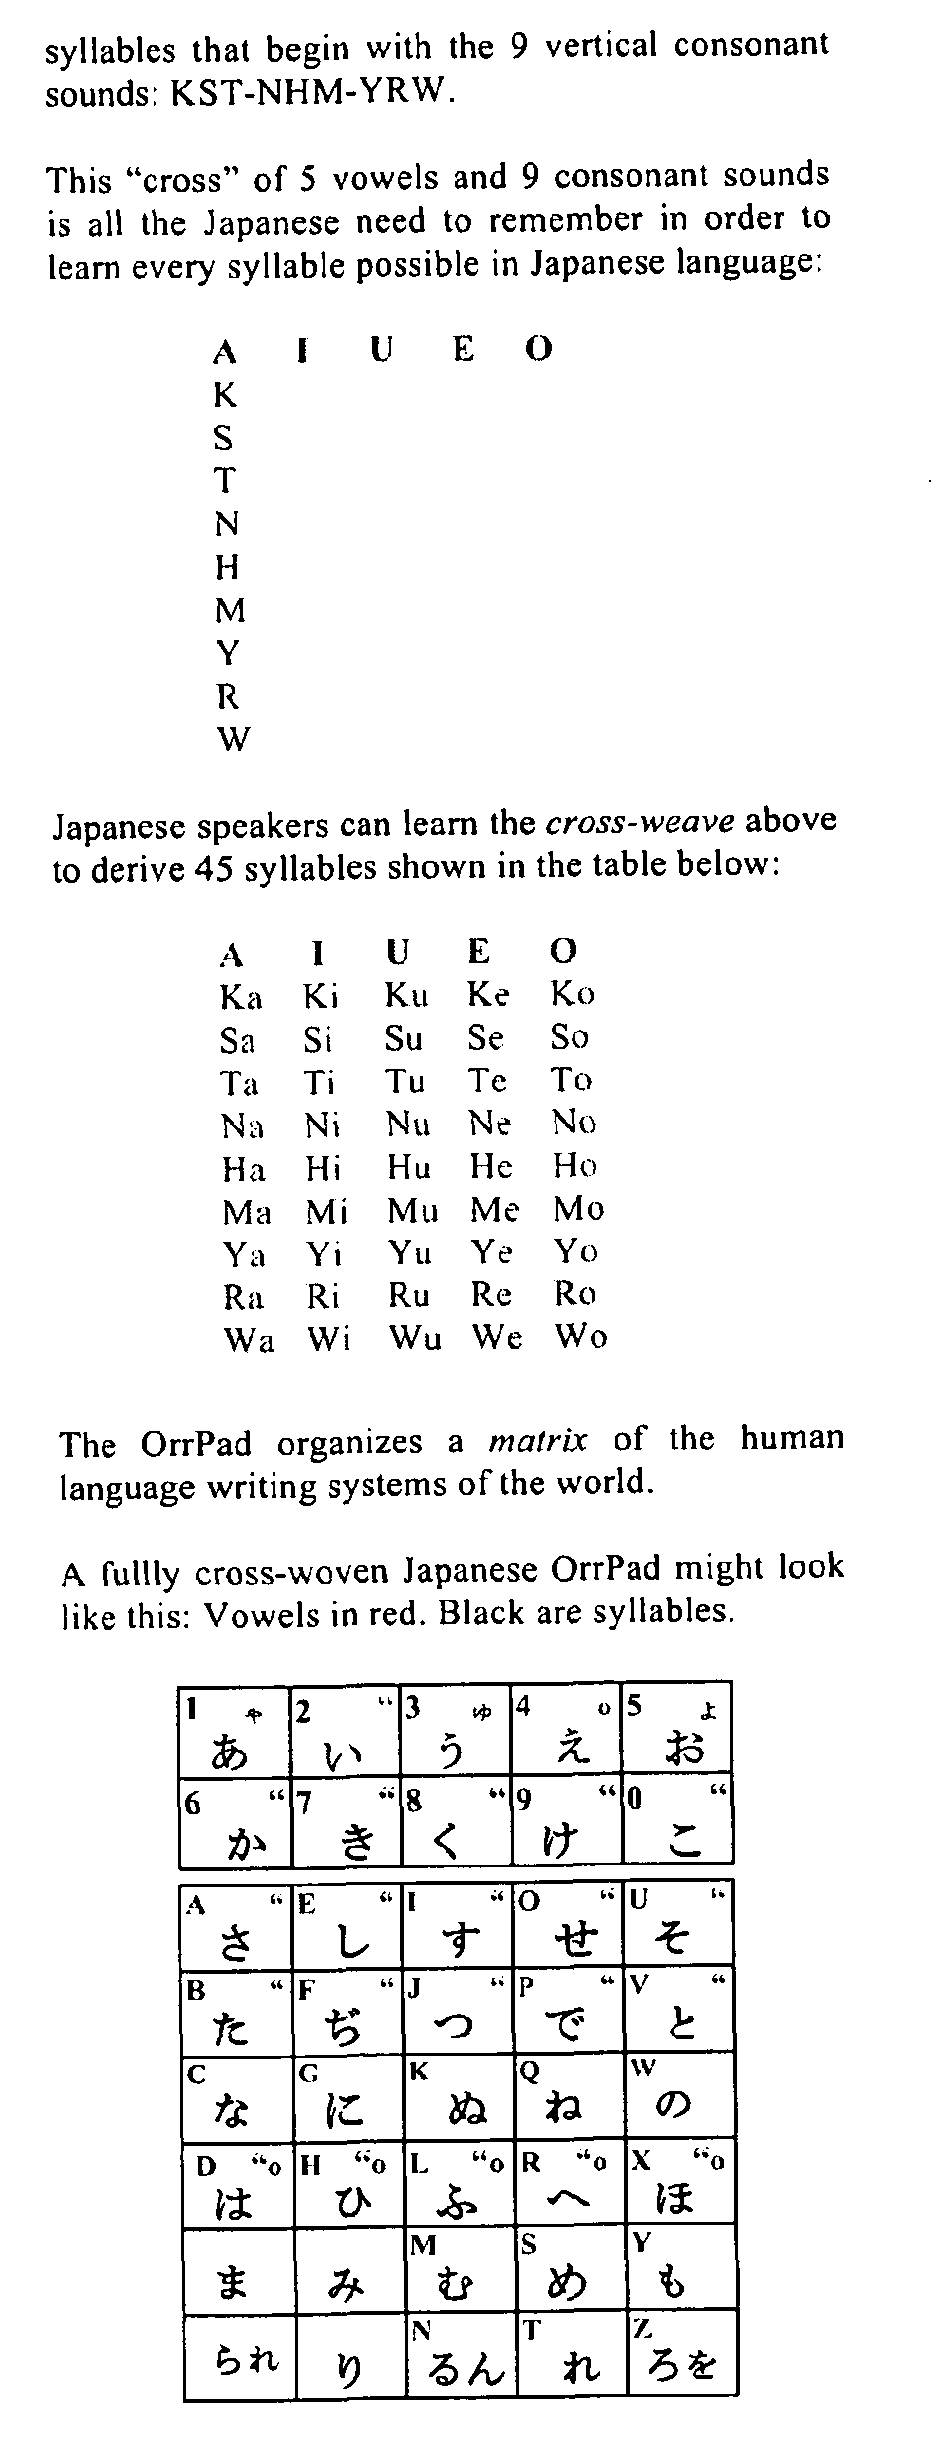 syllables that begin with the 9 vertical consonant
sounds: KST-NHM-YRW.
This “cross” of 5 vowels and 9 consonant sounds
is all the Japanese need to remember in order to
learn every syllable possible in Japanese language:
A I U E O
K
S
T
N
H
M
Y
R
W
Japanese speakers can learn the cross-weave above
to derive 45 syllables shown in the table below:
A I U E O
Ka Ki Ku Ke Ko
Sa Si Su Se So
Ta Ti Tu Te To
Na Ni Nu Ne No
Ha Hi Hu He Ho
Ma Mi Mu Me Mo
Ya Yi Yu Ye Yo
Ra Ri Ru Re Ro
Wa Wi Wu We Wo
The OrrPad organizes a matrix of the human
language writing systems of the world.
A fullly cross-woven Japanese OrrPad might look
like this: Vowels in red. Black are syllables.
1 ゃ 2 “ 3 ゅ 4 o 5 ょ
あ い う え お
6 “ 7 “ 8 “ 9 “ 0 “
か き く け こ
A “ E “ I “ O “ U “
さ し す せ そ
B “ F “ J “ P “ V “
た ぢ つ で と
C G K Q W
な に ぬ ね の
D “o H “o L “o R “o X “o
は ひ ふ へ ほ
M S Y
ま み む め も
N T Z
られ り るん れ ろを